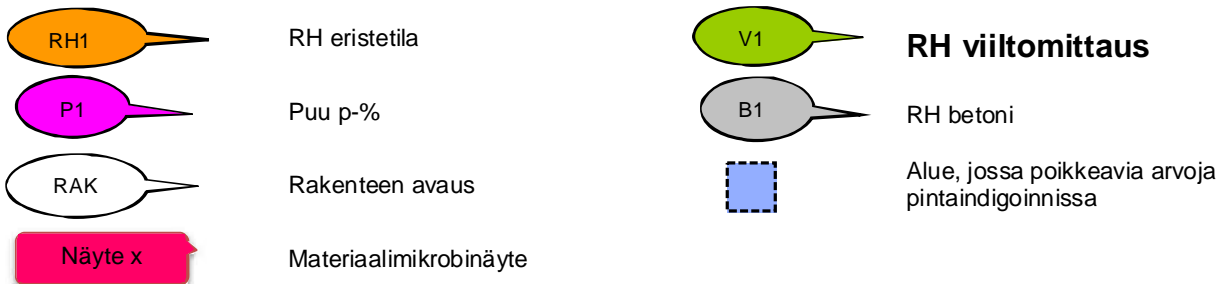 RH1 RH eristetila
P1 Puu p-%
RAK Rakenteen avaus
Näyte x Materiaalimikrobinäyte
V1 RH viiltomittaus
B1 RH betoni
Alue, jossa poikkeavia arvoja
pintaindigoinnissa